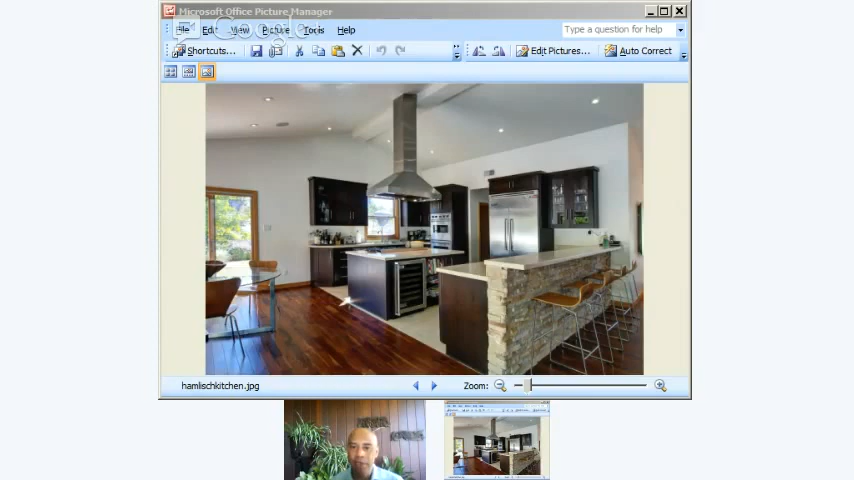 Microsoft Office Picture Manager
File Edit View Picture Tools Help
Type a question for help
Google
Shortcuts...
Edit Pictures...
Auto Correct
hamlischkitchen.jpg
Zoom: